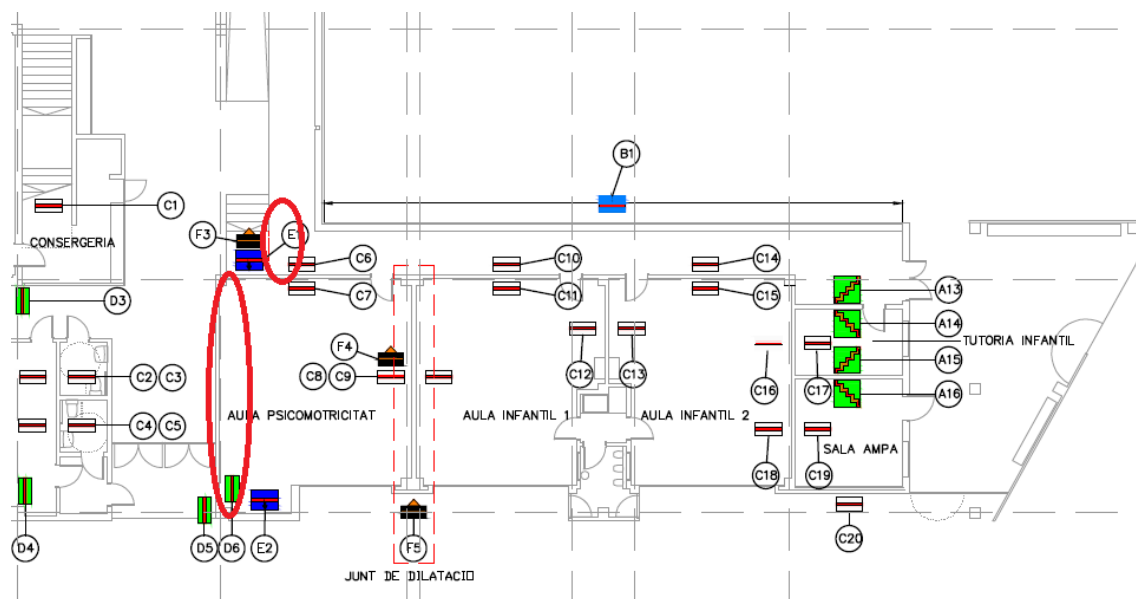 B1
C1
F3
E1
CONSERGERIA
C6
C10
C14
D3
C7
C11
C15
A13
A14
TUTORIA INFANTIL
F4
A15
C2 C3
C8 C9
C12
C13
C16
C17
A16
AULA PSICOMOTRICITAT
AULA INFANTIL 1
AULA INFANTIL 2
C4 C5
SALA AMPA
C18
C19
D4
D5
D6
E2
F5
C20
JUNT DE DILATACIO